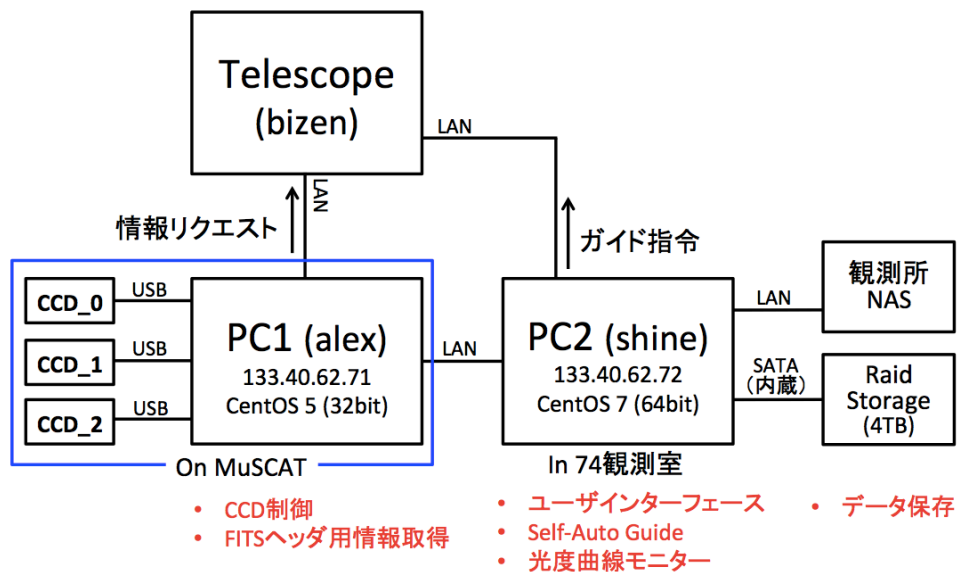 Telescope
(bizen)
LAN
LAN
情報リクエスト
ガイド指令
CCD_0
USB
CCD_1
USB
CCD_2
USB
PC1 (alex)
133.40.62.71
CentOS 5 (32bit)
LAN
PC2 (shine)
133.40.62.72
CentOS 7 (64bit)
LAN
観測所
NAS
SATA
（内蔵）
Raid
Storage
(4TB)
On MuSCAT
In 74観測室
• CCD制御
• FITSヘッダ用情報取得
• ユーザインターフェース
• Self-Auto Guide
• 光度曲線モニター
• データ保存